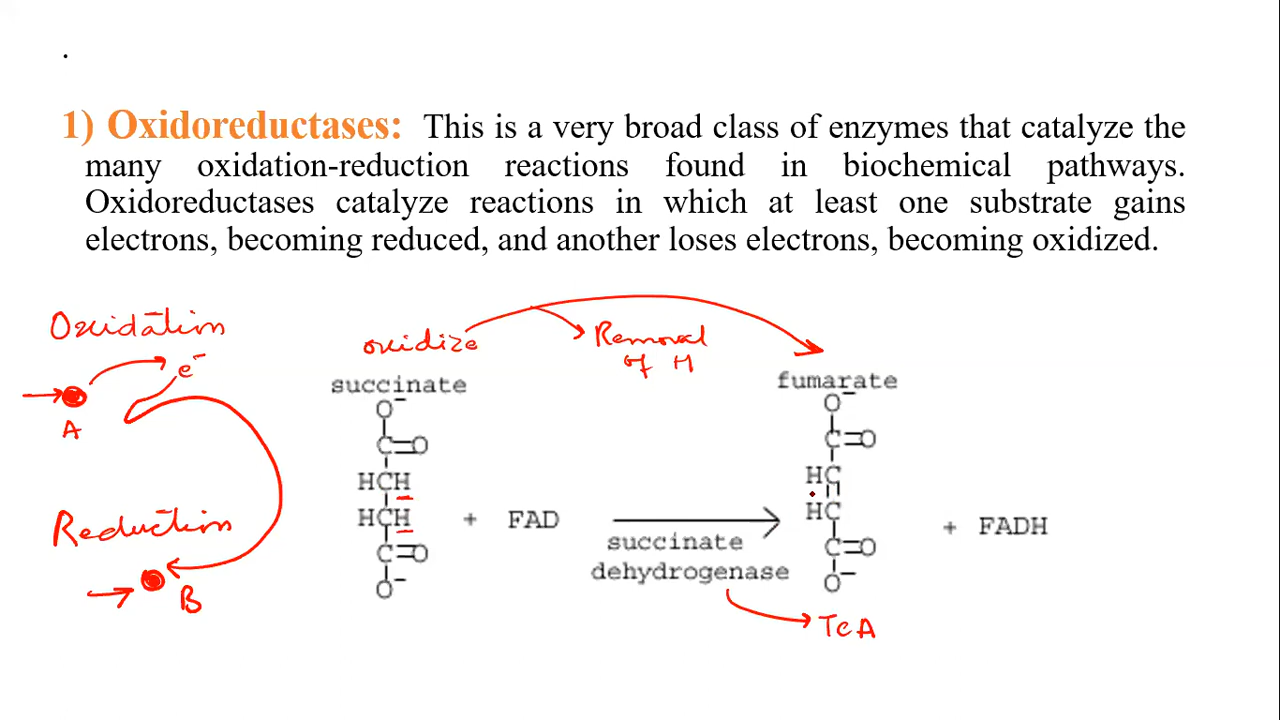 .
1) Oxidoreductases: This is a very broad class of enzymes that catalyze the
many oxidation-reduction reactions found in biochemical pathways.
Oxidoreductases catalyze reactions in which at least one substrate gains
electrons, becoming reduced, and another loses electrons, becoming oxidized.
Oxidation
e⁻
A
Reduction
B
oxidize
Removal
of H
succinate
O⁻
C=O
HCH
HCH
C=O
O⁻
+ FAD
succinate
dehydrogenase
TCA
fumarate
O⁻
C=O
HC
HC
C=O
O⁻
+ FADH